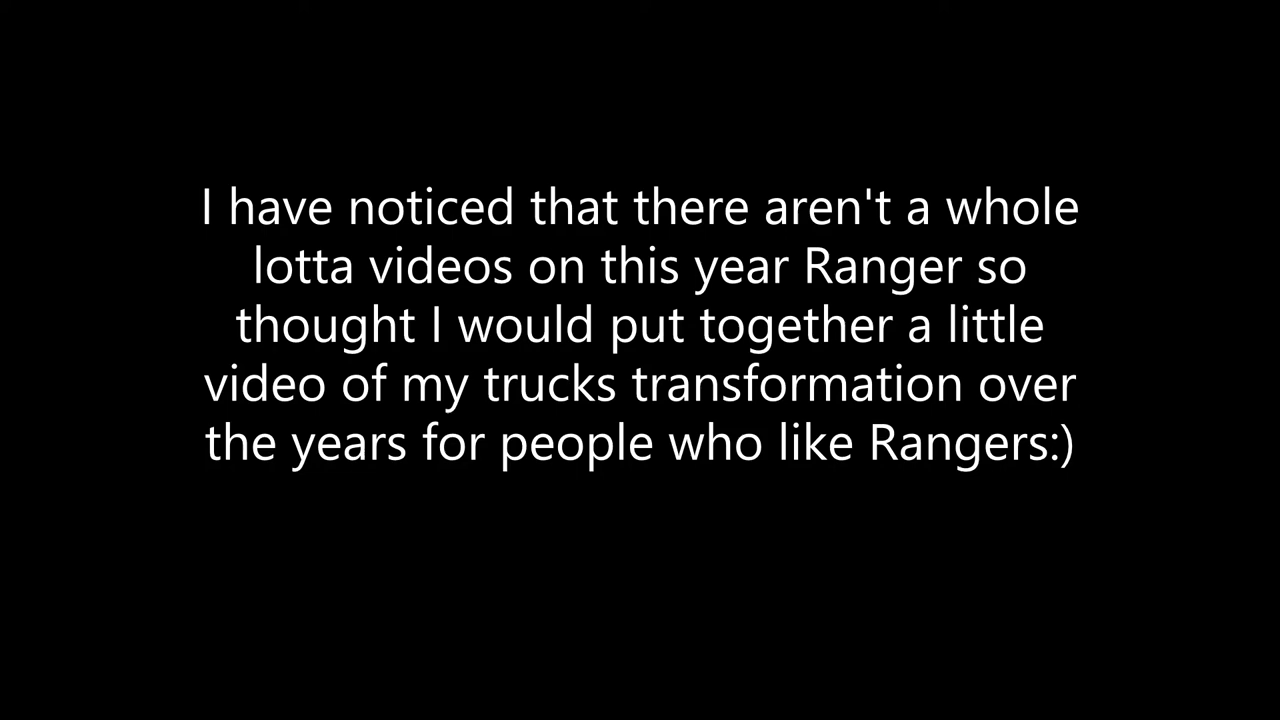 I have noticed that there aren't a whole
lotta videos on this year Ranger so
thought I would put together a little
video of my trucks transformation over
the years for people who like Rangers:)